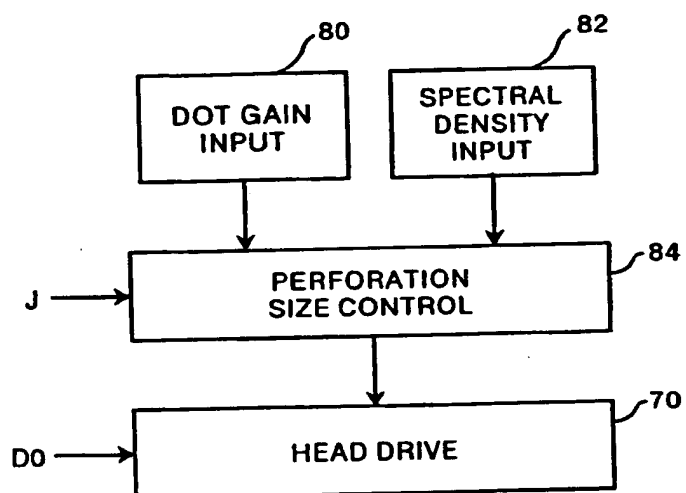 80
82
DOT GAIN
INPUT
SPECTRAL
DENSITY
INPUT
84
PERFORATION
SIZE CONTROL
J
70
HEAD DRIVE
D0